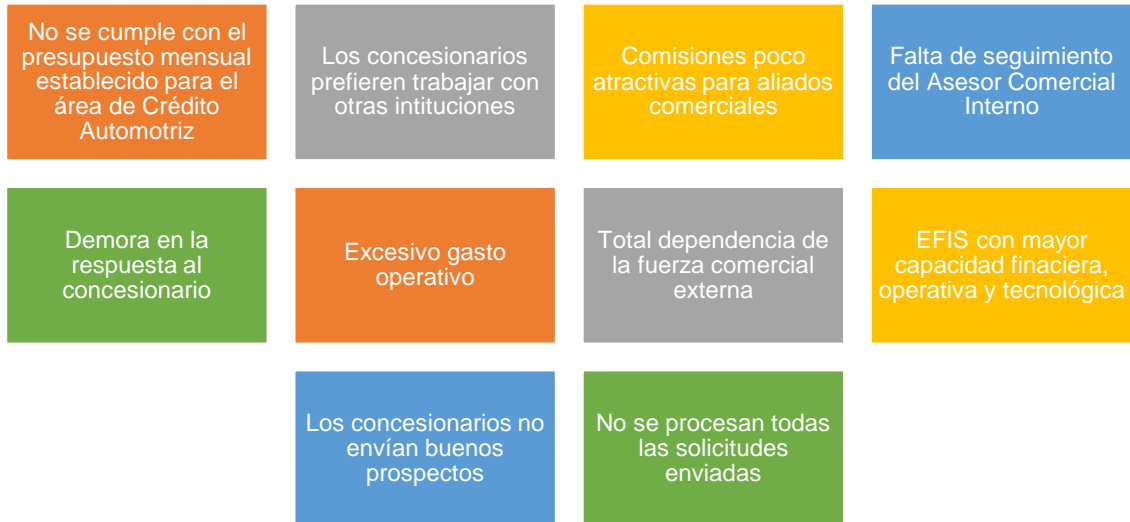 No se cumple con el
presupuesto mensual
establecido para el
área de Crédito
Automotriz
Los concesionarios
prefieren trabajar con
otras intituciones
Comisiones poco
atractivas para aliados
comerciales
Falta de seguimiento
del Asesor Comercial
Interno
Demora en la
respuesta al
concesionario
Excesivo gasto
operativo
Total dependencia de
la fuerza comercial
externa
EFIS con mayor
capacidad finaciera,
operativa y tecnológica
Los concesionarios no
envían buenos
prospectos
No se procesan todas
las solicitudes
enviadas